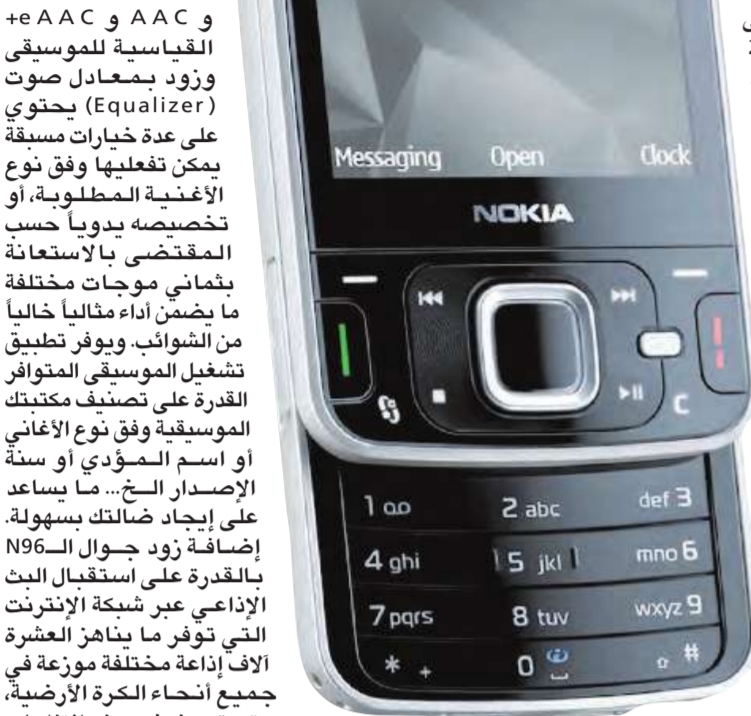 و AAC و eAAC+
القياسية للموسيقى
وزود بمعادل صوت
(Equalizer) يحتوي
على عدة خيارات مسبقة
يمكن تفعليها وفق نوع
الأغنية المطلوبة، أو
تخصيصه يدوياً حسب
المقتضى بالاستعانة
بثماني موجات مختلفة
ما يضمن أداء مثالياً خالياً
من الشوائب. ويوفر تطبيق
تشغيل الموسيقى المتوافر
القدرة على تصنيف مكتبتك
الموسيقية وفق نوع الأغاني
أو اسم المؤدي أو سنة
الإصدار الخ... ما يساعد
على إيجاد ضالتك بسهولة.
إضافة زود جوال الـN96
بالقدرة على استقبال البث
الإذاعي عبر شبكة الإنترنت
التي توفر ما يناهز العشرة
آلاف إذاعة مختلفة موزعة في
جميع أنحاء الكرة الأرضية،
Messaging Open Clock
NOKIA
C
1 2 abc def 3
4 ghi 5 jkl mno 6
7 pqrs 8 tuv wxyz 9
* + 0 #